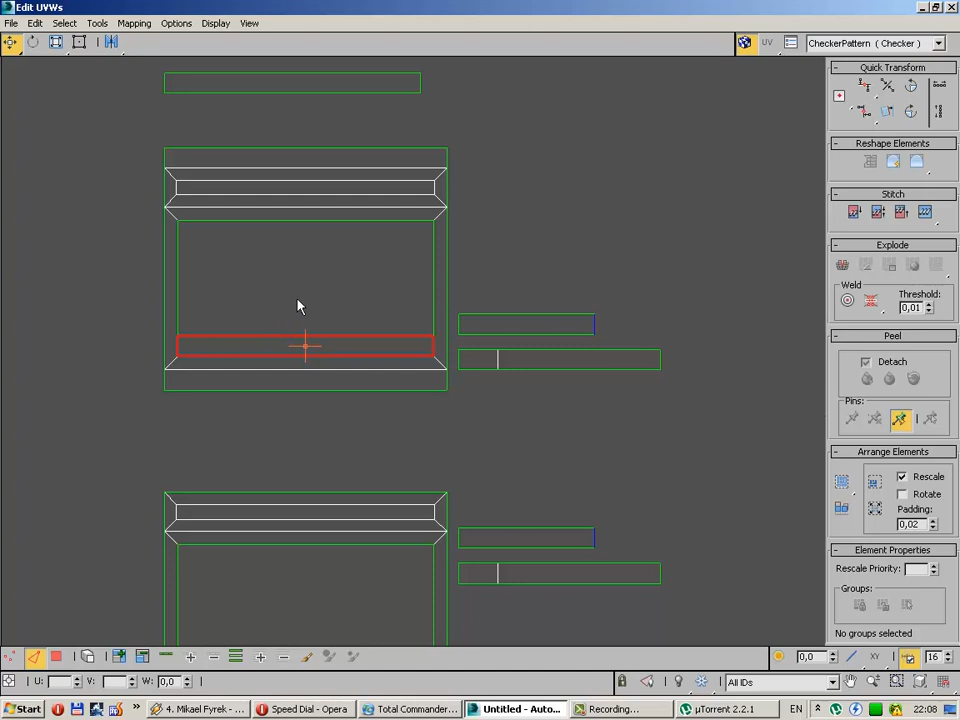 Edit UVWs
File Edit Select Tools Mapping Options Display View
UV CheckerPattern ( Checker )
Quick Transform
Reshape Elements
Stitch
Explode
Weld
Threshold:
0,01
Peel
Detach
Pins:
Arrange Elements
Rescale
Rotate
Padding:
0,02
Element Properties
Rescale Priority:
Groups:
No groups selected
0,0 XY 16
U: V: W: 0,0 All IDs
Start 4. Mikael Fyrek - ... Speed Dial - Opera Total Commander... Untitled - Auto... Recording... µTorrent 2.2.1 EN 22:08